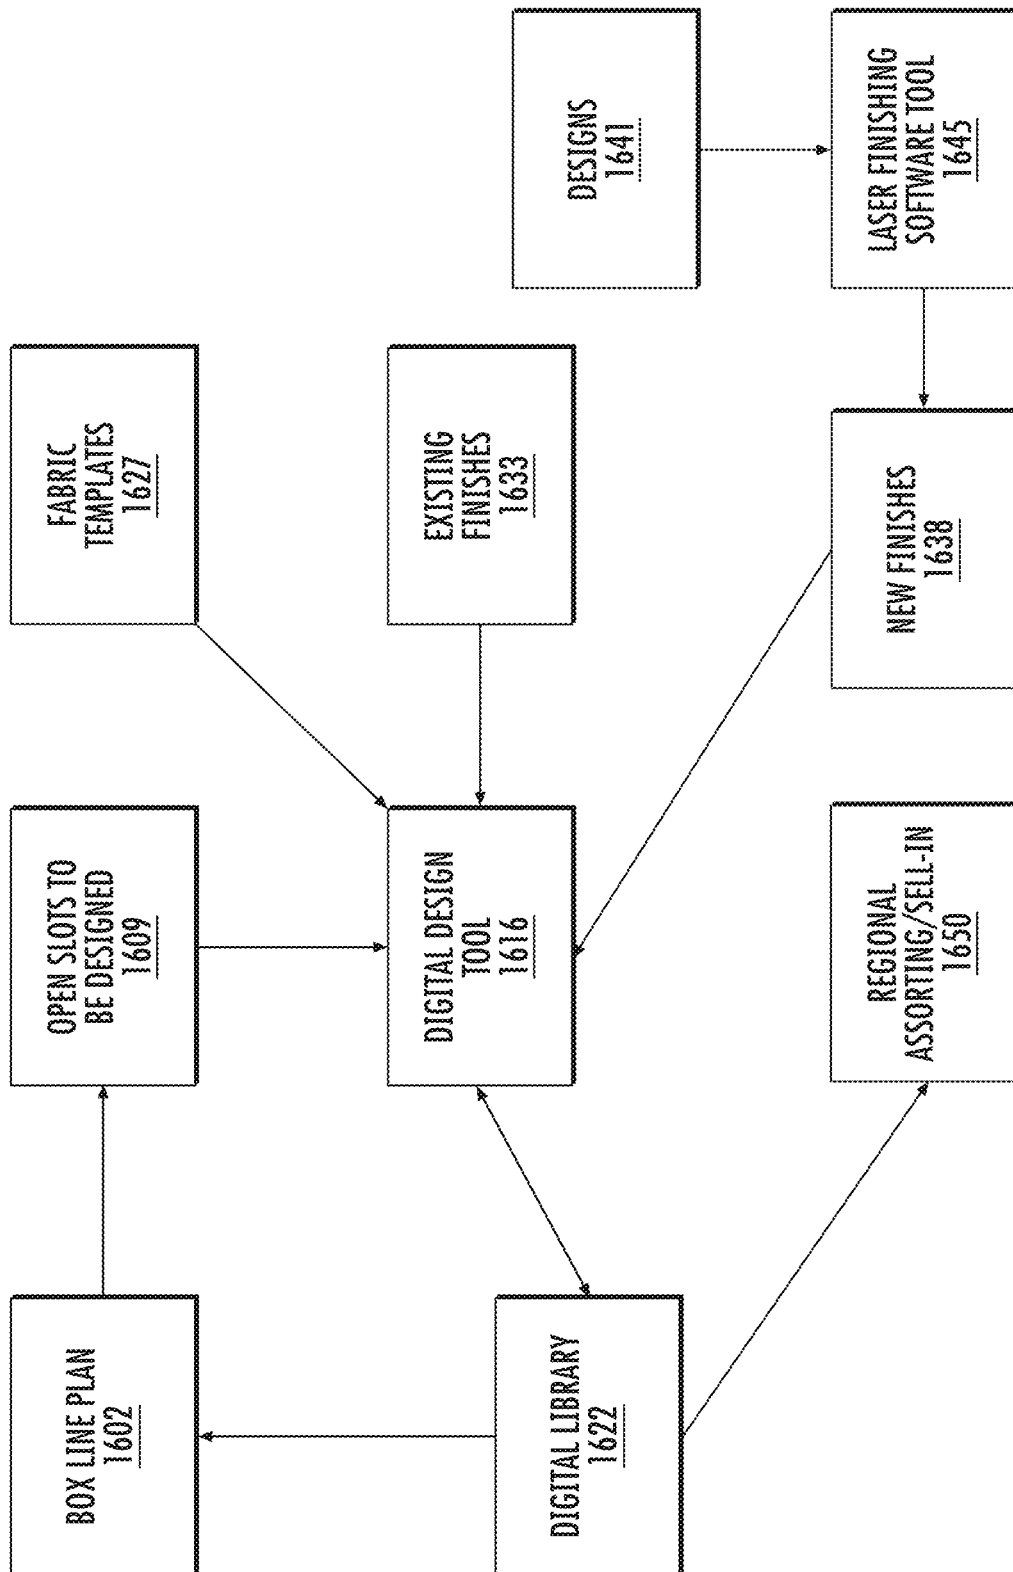 BOX LINE PLAN
1602
OPEN SLOTS TO
BE DESIGNED
1609
FABRIC
TEMPLATES
1627
DIGITAL DESIGN
TOOL
1616
EXISTING
FINISHES
1633
DIGITAL LIBRARY
1622
DESIGNS
1641
REGIONAL
ASSORTING/SELL-IN
1650
NEW FINISHES
1638
LASER FINISHING
SOFTWARE TOOL
1645